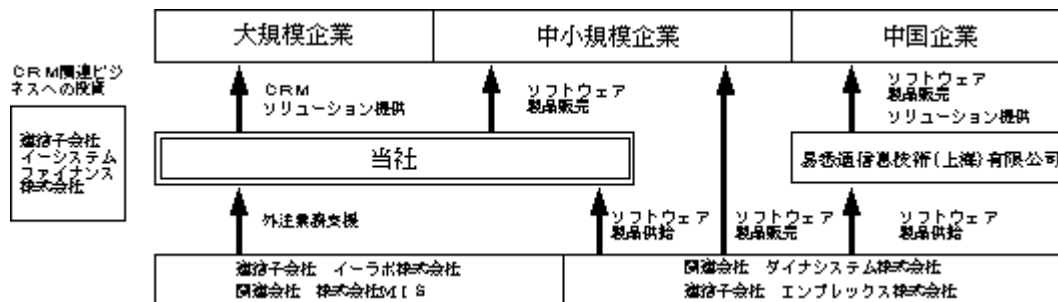 大規模企業
中小規模企業
中国企業
CRM関連ビジ
ネスへの投資
CRM
ソリューション提供
ソフトウェア
製品販売
ソフトウェア
製品販売
ソリューション提供
連結子会社
イーシステム
ファイナンス
株式会社
当社
易悉通信息技術(上海)有限公司
外注業務支援
ソフトウェア
製品供給
ソフトウェア
製品販売
ソフトウェア
製品供給
連結子会社 イーラボ株式会社
関連会社 株式会社MIS
関連会社 ダイナシステム株式会社
連結子会社 エンプレックス株式会社